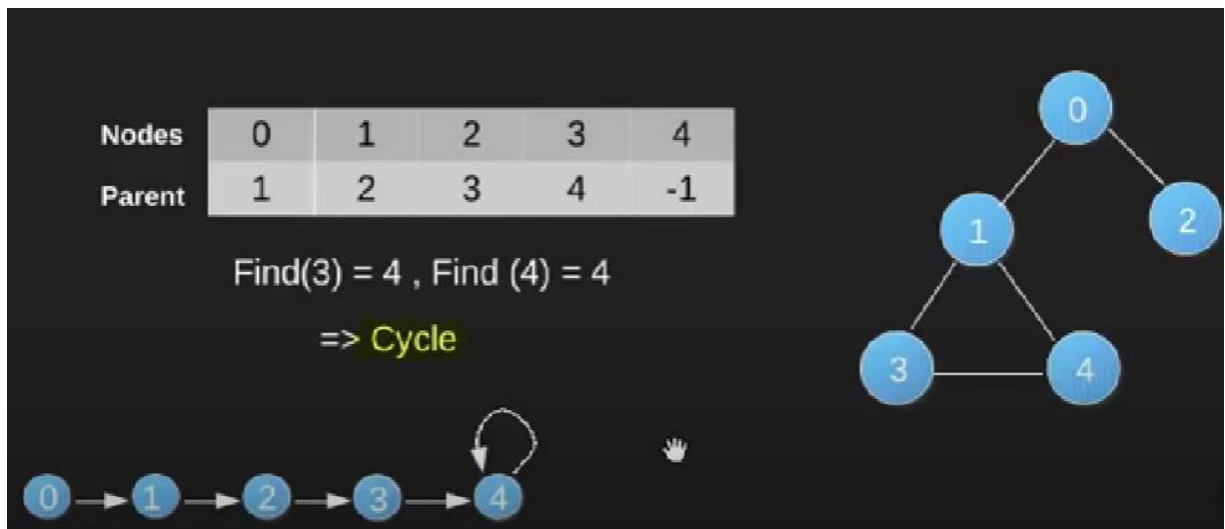 Nodes 0 1 2 3 4
Parent 1 2 3 4 -1
Find(3) = 4 , Find (4) = 4
=> Cycle
0
1
2
3
4
0 1 2 3 4